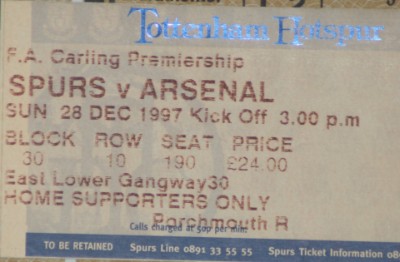 Tottenham Hotspur
F.A. Carling Premiership
SPURS v ARSENAL
SUN 28 DEC 1997 Kick Off 3.00 p.m
BLOCK ROW SEAT PRICE
30 10 190 £24.00
East Lower Gangway30
HOME SUPPORTERS ONLY
Porchmouth R
Calls charged at 50p per min.
TO BE RETAINED Spurs Line 0891 33 55 55 Spurs Ticket Information 08